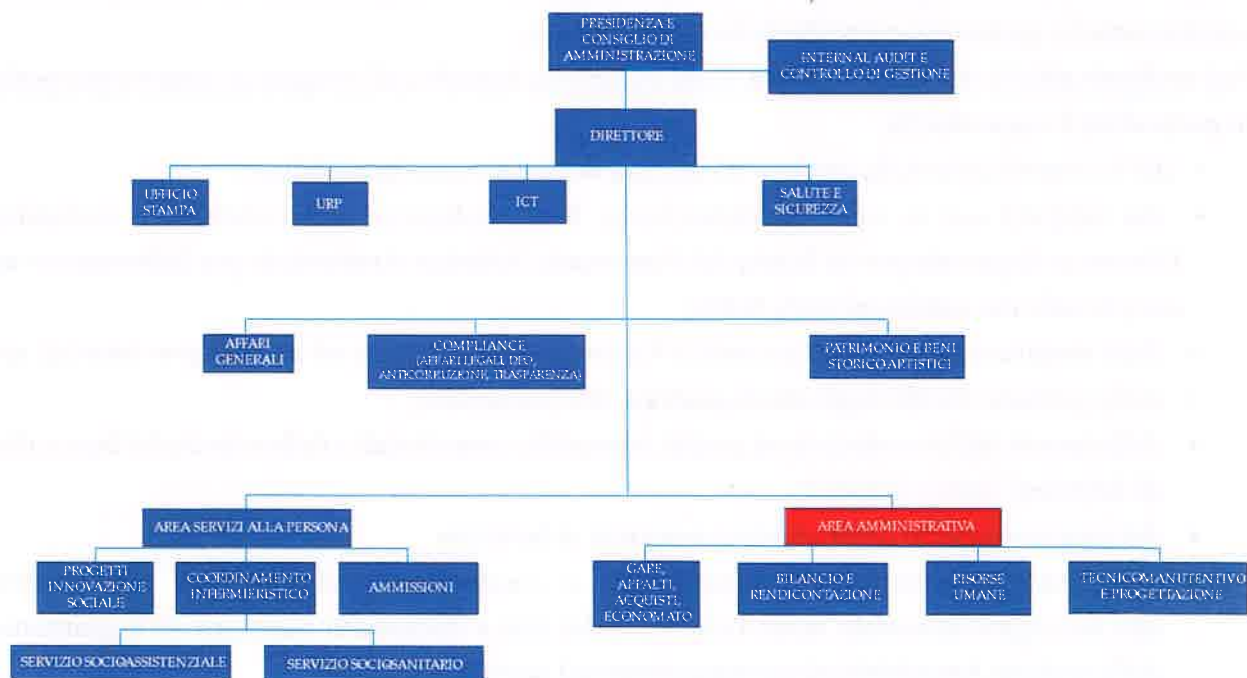 PRESIDENZA E
CONSIGLIO DI
AMMINISTRAZIONE
INTERNAL AUDIT E
CONTROLLO DI GESTIONE
DIRETTORE
UFFICIO
STAMPA
URP
ICT
SALUTE E
SICUREZZA
AFFARI
GENERALI
COMPLIANCE
(AFFARI LEGALI, DPO,
ANTICORRUZIONE, TRASPARENZA)
PATRIMONIO E BENI
STORICO ARTISTICI
AREA SERVIZI ALLA PERSONA
AREA AMMINISTRATIVA
PROGETTI
INNOVAZIONE
SOCIALE
COORDINAMENTO
INFERMIERISTICO
AMMISSIONI
GARE,
APPALTI,
ACQUISTI,
ECONOMATO
BILANCIO E
RENDICONTAZIONE
RISORSE
UMANE
TECNICOMANUTENTIVO
E PROGETTAZIONE
SERVIZIO SOCIOASSISTENZIALE
SERVIZIO SOCIOSANITARIO